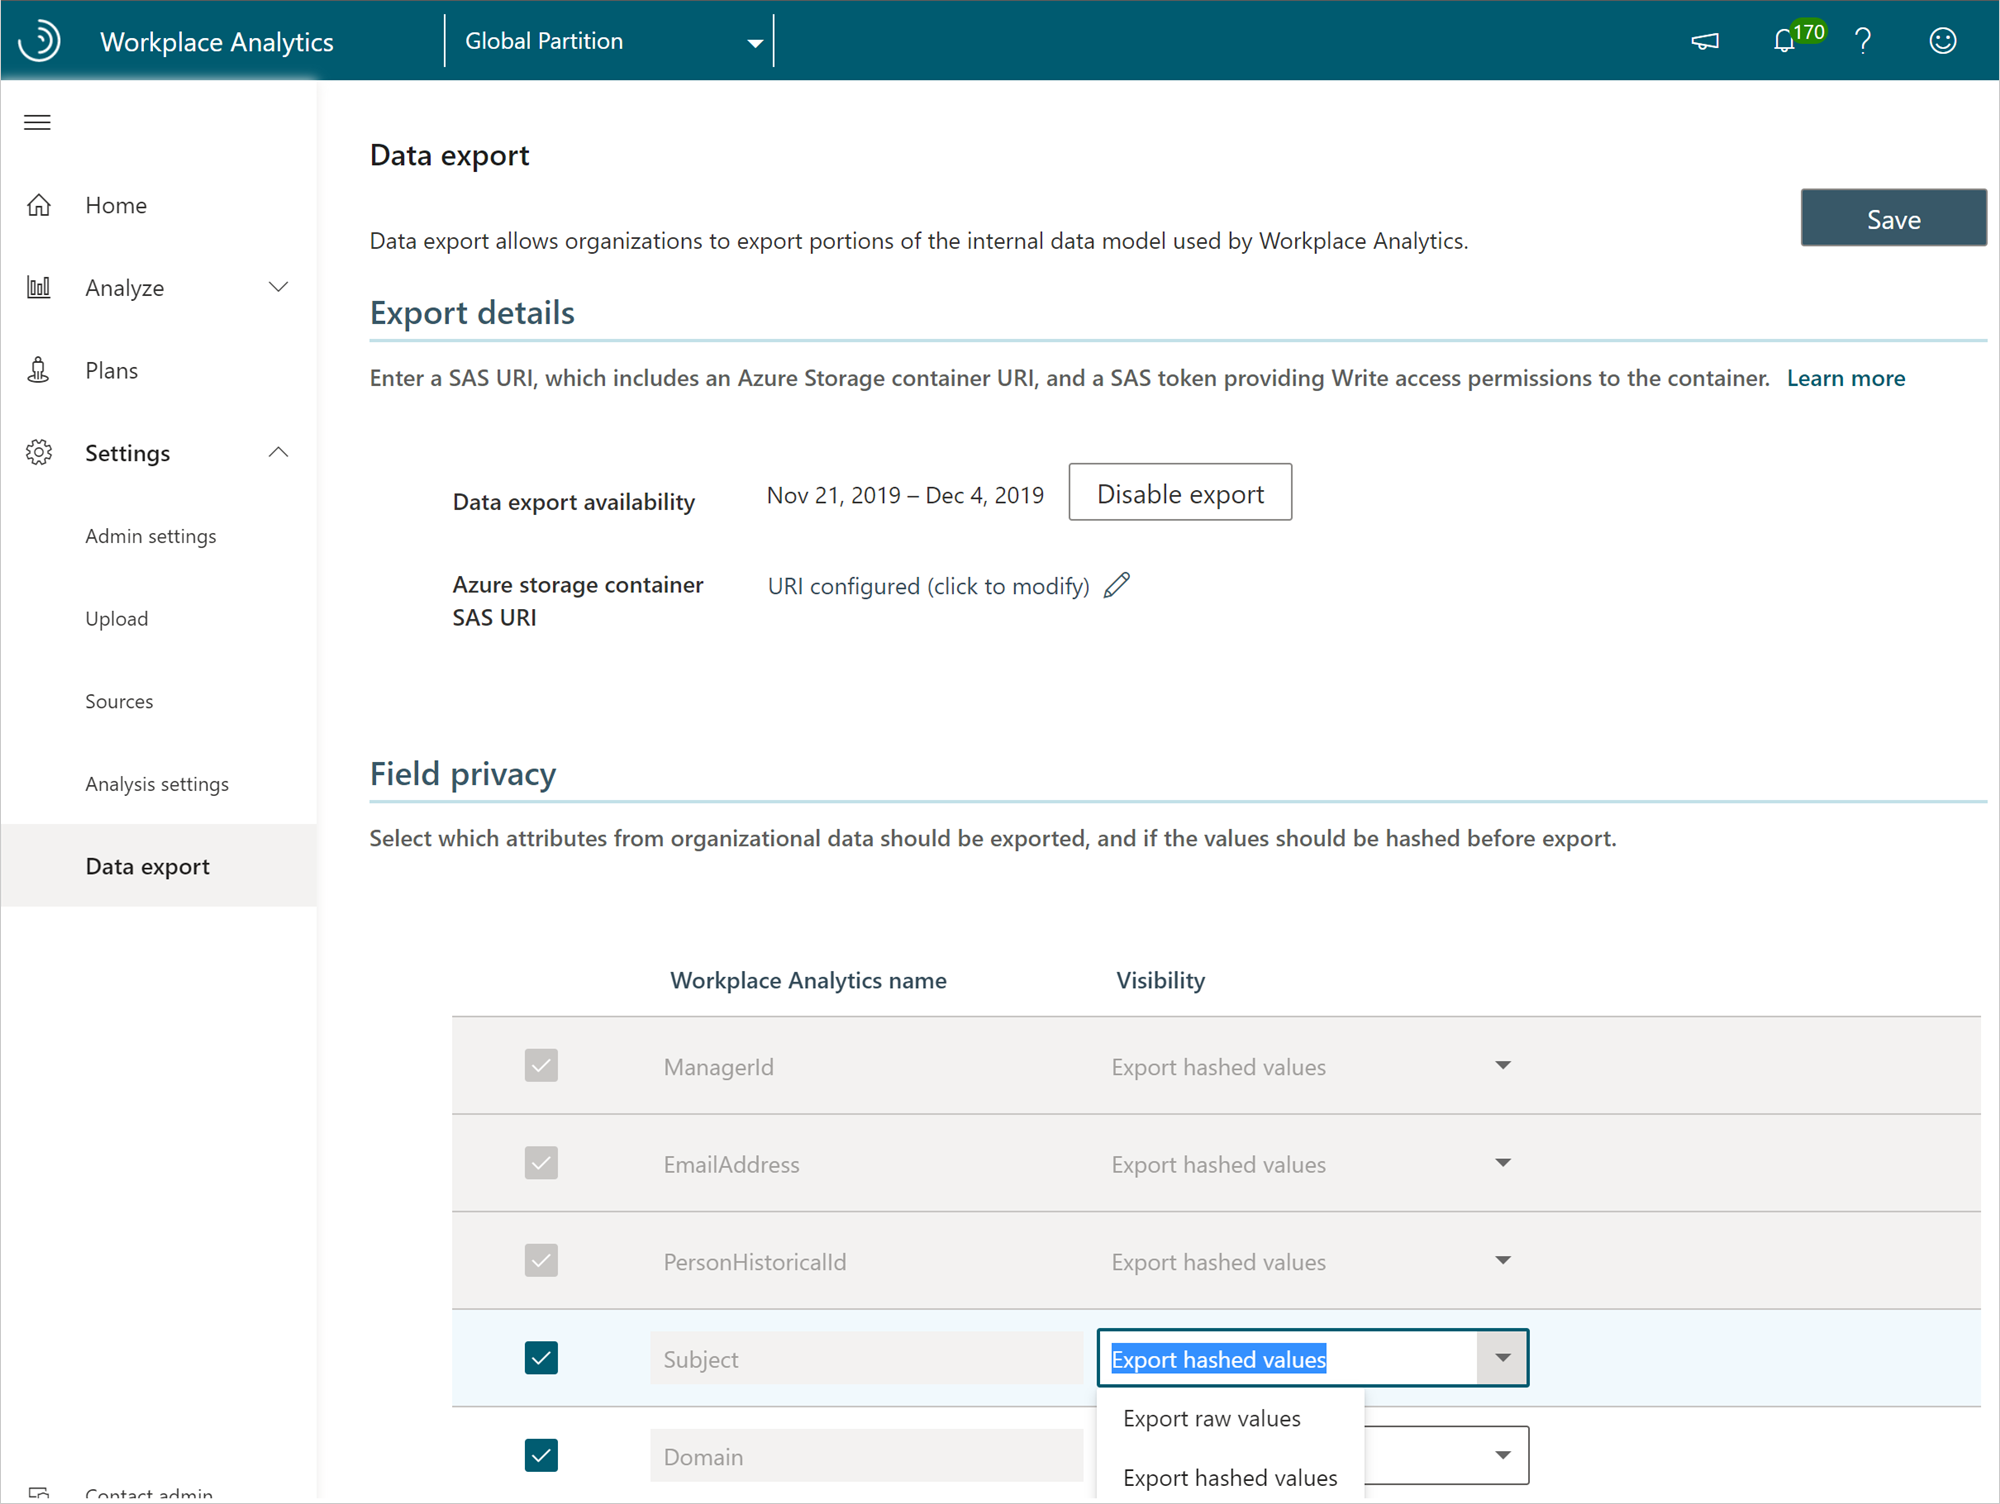 Workplace Analytics
Global Partition
170
Home
Analyze
Plans
Settings
Admin settings
Upload
Sources
Analysis settings
Data export
Contact admin
Data export
Save
Data export allows organizations to export portions of the internal data model used by Workplace Analytics.
Export details
Enter a SAS URI, which includes an Azure Storage container URI, and a SAS token providing Write access permissions to the container. Learn more
Data export availability
Nov 21, 2019 – Dec 4, 2019
Disable export
Azure storage container
SAS URI
URI configured (click to modify)
Field privacy
Select which attributes from organizational data should be exported, and if the values should be hashed before export.
Workplace Analytics name
Visibility
ManagerId
Export hashed values
EmailAddress
Export hashed values
PersonHistoricalId
Export hashed values
Subject
Export hashed values
Export raw values
Domain
Export hashed values